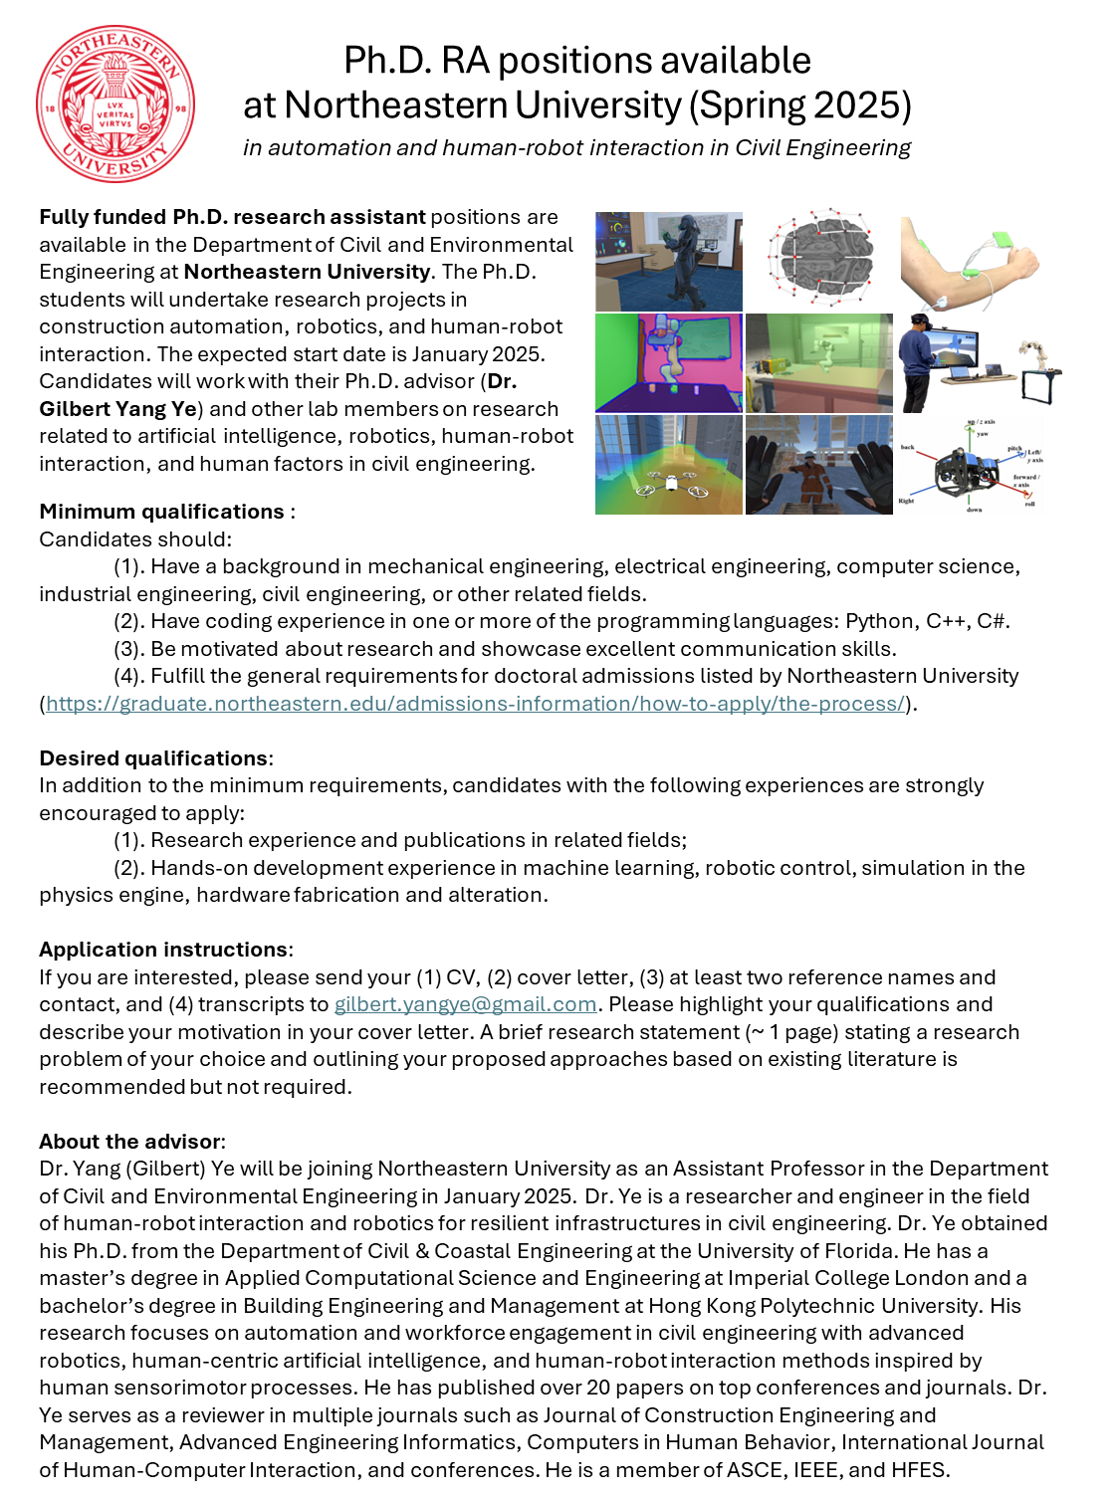 NORTHEASTERN
UNIVERSITY
18 98
LVX
VERITAS
VIRTVS
Ph.D. RA positions available
at Northeastern University (Spring 2025)
in automation and human-robot interaction in Civil Engineering
Fully funded Ph.D. research assistant positions are
available in the Department of Civil and Environmental
Engineering at Northeastern University. The Ph.D.
students will undertake research projects in
construction automation, robotics, and human-robot
interaction. The expected start date is January 2025.
Candidates will work with their Ph.D. advisor (Dr.
Gilbert Yang Ye) and other lab members on research
related to artificial intelligence, robotics, human-robot
interaction, and human factors in civil engineering.
up / z axis
yaw
back
pitch
Left/
y axis
forward /
x axis
Right
roll
down
Minimum qualifications :
Candidates should:
(1). Have a background in mechanical engineering, electrical engineering, computer science,
industrial engineering, civil engineering, or other related fields.
(2). Have coding experience in one or more of the programming languages: Python, C++, C#.
(3). Be motivated about research and showcase excellent communication skills.
(4). Fulfill the general requirements for doctoral admissions listed by Northeastern University
(https://graduate.northeastern.edu/admissions-information/how-to-apply/the-process/).
Desired qualifications:
In addition to the minimum requirements, candidates with the following experiences are strongly
encouraged to apply:
(1). Research experience and publications in related fields;
(2). Hands-on development experience in machine learning, robotic control, simulation in the
physics engine, hardware fabrication and alteration.
Application instructions:
If you are interested, please send your (1) CV, (2) cover letter, (3) at least two reference names and
contact, and (4) transcripts to gilbert.yangye@gmail.com. Please highlight your qualifications and
describe your motivation in your cover letter. A brief research statement (~ 1 page) stating a research
problem of your choice and outlining your proposed approaches based on existing literature is
recommended but not required.
About the advisor:
Dr. Yang (Gilbert) Ye will be joining Northeastern University as an Assistant Professor in the Department
of Civil and Environmental Engineering in January 2025. Dr. Ye is a researcher and engineer in the field
of human-robot interaction and robotics for resilient infrastructures in civil engineering. Dr. Ye obtained
his Ph.D. from the Department of Civil & Coastal Engineering at the University of Florida. He has a
master's degree in Applied Computational Science and Engineering at Imperial College London and a
bachelor's degree in Building Engineering and Management at Hong Kong Polytechnic University. His
research focuses on automation and workforce engagement in civil engineering with advanced
robotics, human-centric artificial intelligence, and human-robot interaction methods inspired by
human sensorimotor processes. He has published over 20 papers on top conferences and journals. Dr.
Ye serves as a reviewer in multiple journals such as Journal of Construction Engineering and
Management, Advanced Engineering Informatics, Computers in Human Behavior, International Journal
of Human-Computer Interaction, and conferences. He is a member of ASCE, IEEE, and HFES.